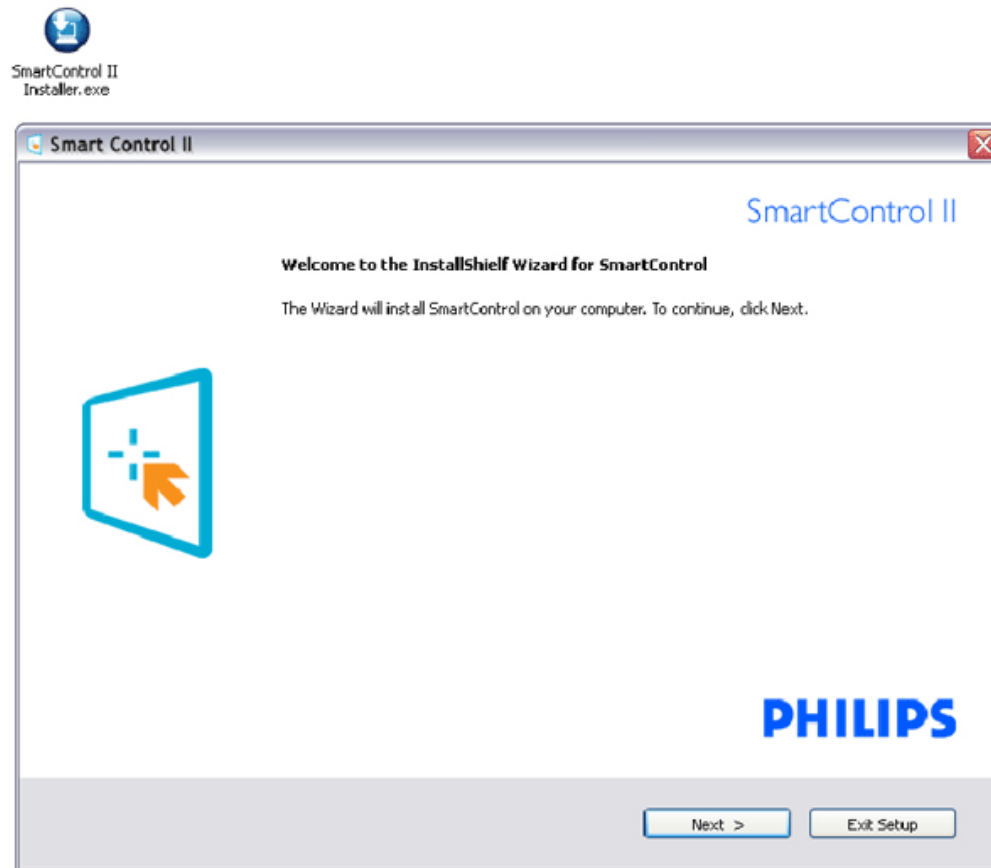 SmartControl II
Installer.exe
Smart Control II
SmartControl II
Welcome to the InstallShielf Wizard for SmartControl
The Wizard will install SmartControl on your computer. To continue, click Next.
PHILIPS
Next >
Exit Setup